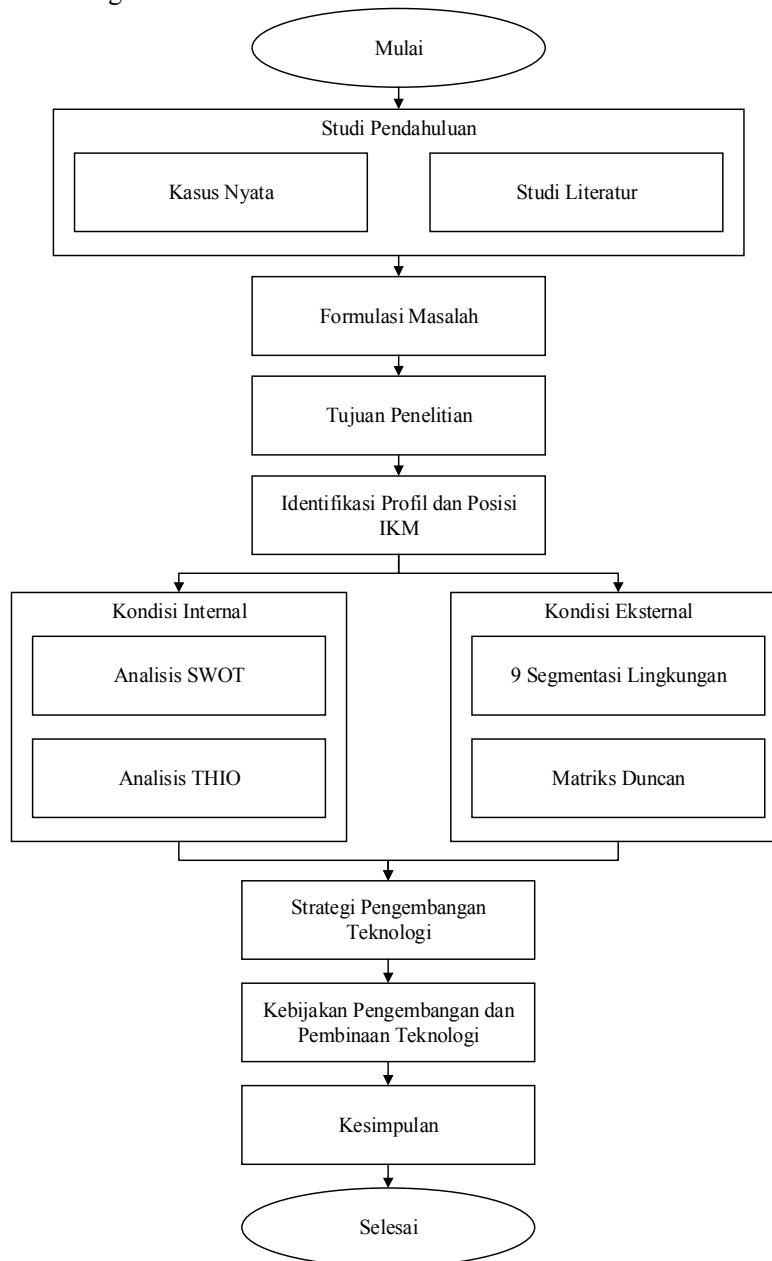 Mulai
Studi Pendahuluan
Kasus Nyata
Studi Literatur
Formulasi Masalah
Tujuan Penelitian
Identifikasi Profil dan Posisi
IKM
Kondisi Internal
Analisis SWOT
Analisis THIO
Kondisi Eksternal
9 Segmentasi Lingkungan
Matriks Duncan
Strategi Pengembangan
Teknologi
Kebijakan Pengembangan dan
Pembinaan Teknologi
Kesimpulan
Selesai